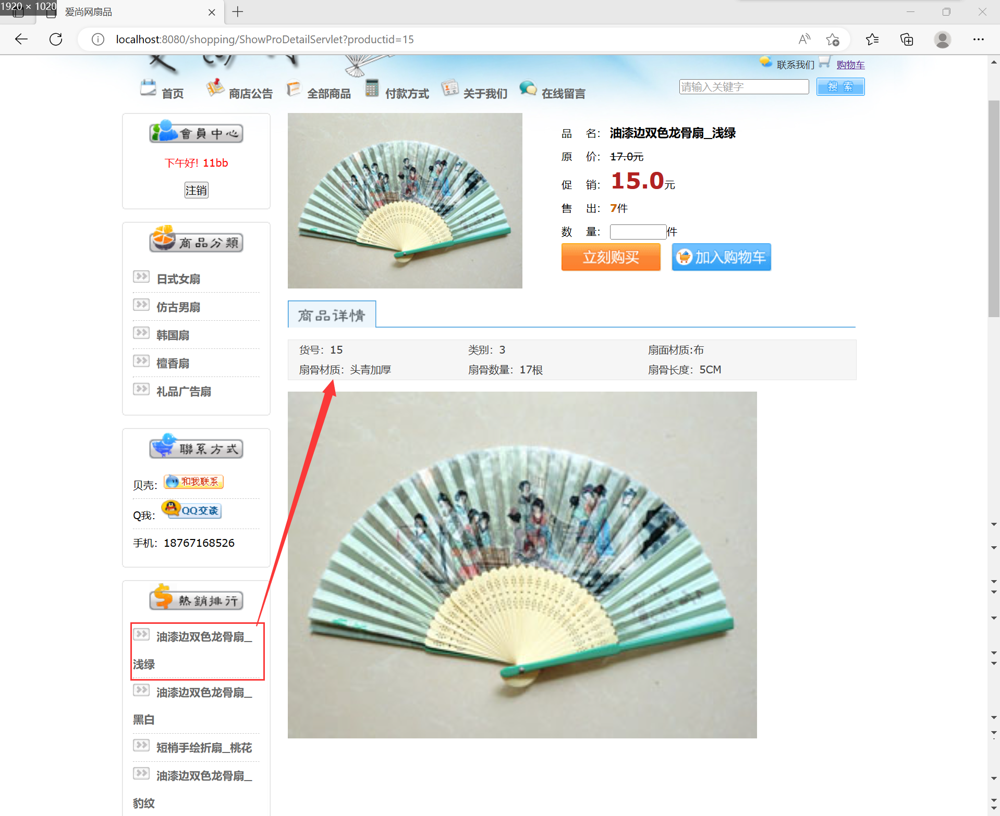 1920 × 1020
爱尚网扇品
localhost:8080/shopping/ShowProDetailServlet?productid=15
联系我们 购物车
首页 商店公告 全部商品 付款方式 关于我们 在线留言 请输入关键字 搜 索
會員中心
下午好! 11bb
注销
商品分類
日式女扇
仿古男扇
韩国扇
檀香扇
礼品广告扇
聯系方式
贝壳: 和我联系
Q我: QQ交谈
手机: 18767168526
熱銷排行
油漆边双色龙骨扇_
浅绿
油漆边双色龙骨扇_
黑白
短梢手绘折扇_桃花
油漆边双色龙骨扇_
豹纹
品 名: 油漆边双色龙骨扇_浅绿
原 价: 17.0元
促 销: 15.0元
售 出: 7件
数 量: 件
立刻购买 加入购物车
商品详情
货号: 15 类别: 3 扇面材质:布
扇骨材质: 头青加厚 扇骨数量: 17根 扇骨长度: 5CM